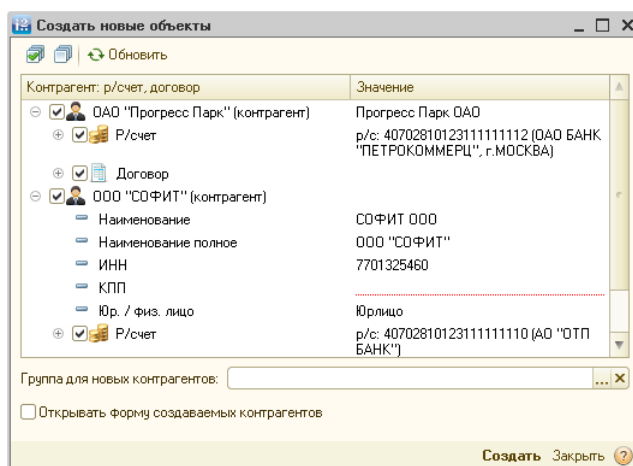 Создать новые объекты
Обновить
Контрагент: р/счет, договор Значение
ОАО "Прогресс Парк" (контрагент) Прогресс Парк ОАО
Р/счет р/с: 40702810123111111112 (ОАО БАНК
"ПЕТРОКОММЕРЦ", г.МОСКВА)
Договор
ООО "СОФИТ" (контрагент)
Наименование СОФИТ ООО
Наименование полное ООО "СОФИТ"
ИНН 7701325460
КПП
Юр. / физ. лицо Юрлицо
Р/счет р/с: 40702810123111111110 (АО "ОТП
БАНК")
Группа для новых контрагентов:
Открывать форму создаваемых контрагентов
Создать Закрыть ?